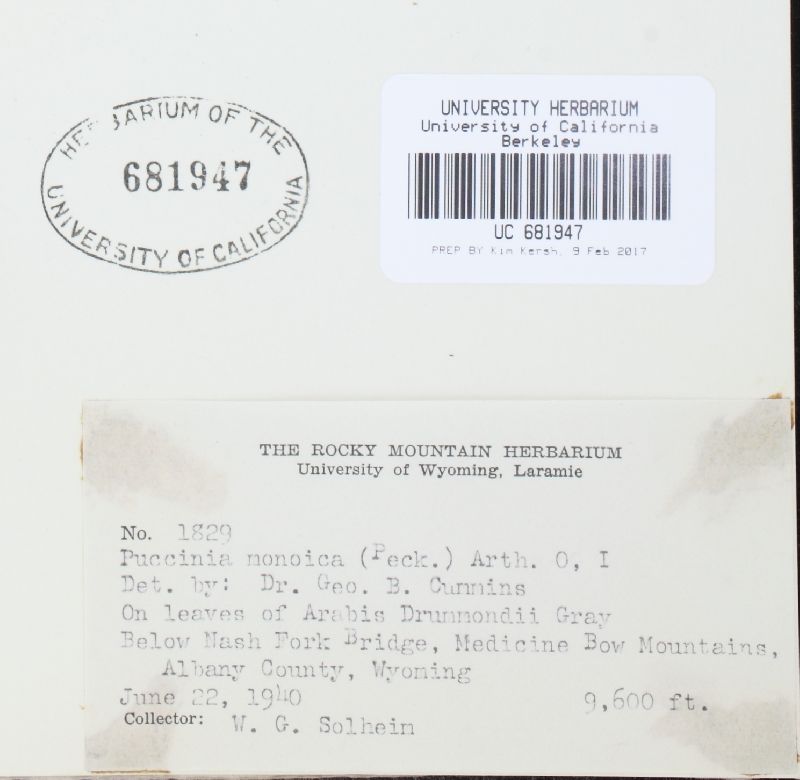 HERBARIUM OF THE
681947
UNIVERSITY OF CALIFORNIA
UNIVERSITY HERBARIUM
University of California
Berkeley
UC 681947
PREP BY Kim Kersh, 9 Feb 2017
THE ROCKY MOUNTAIN HERBARIUM
University of Wyoming, Laramie
No. 1829
Puccinia monoica (Peck.) Arth. O, I
Det. by: Dr. Geo. B. Cummins
On leaves of Arabis Drummondii Gray
Below Nash Fork Bridge, Medicine Bow Mountains,
Albany County, Wyoming
June 22, 1940 9,600 ft.
Collector: W. G. Solheim